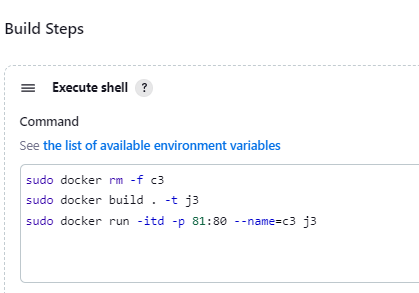 Build Steps
Execute shell ?
Command
See the list of available environment variables
sudo docker rm -f c3
sudo docker build . -t j3
sudo docker run -itd -p 81:80 --name=c3 j3